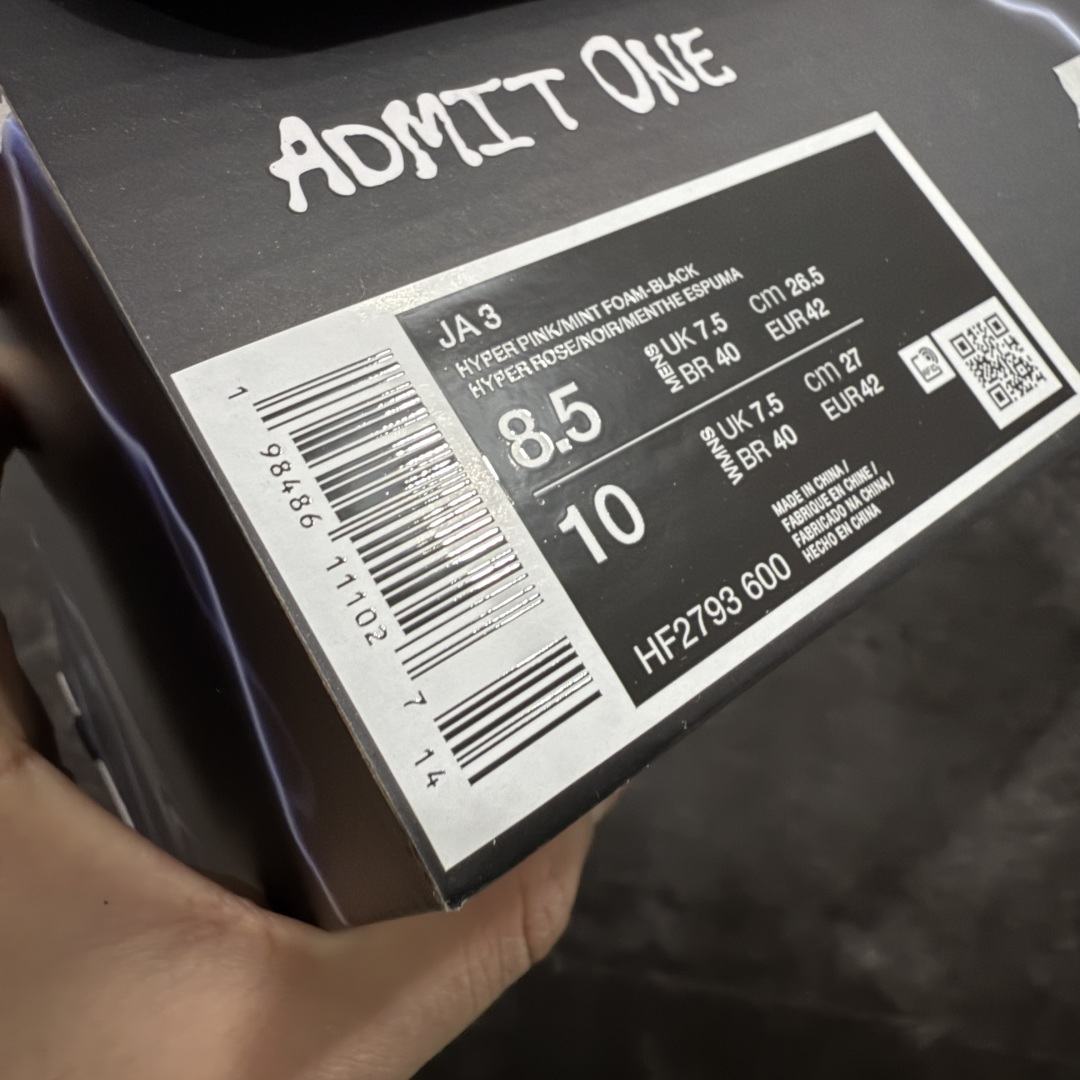 ADMIT ONE
JA 3
HYPER PINK/MINT FOAM-BLACK
HYPER ROSE/NOIR/MENTHE ESPUMA
8.5
MENS
UK 7.5
cm 26.5
BR 40
EUR 42
10
WMNS
UK 7.5
cm 27
BR 40
EUR 42
HF2793 600
MADE IN CHINA /
FABRIQUE EN CHINE /
FABRICADO NA CHINA /
HECHO EN CHINA
1 98486 11102 7 14